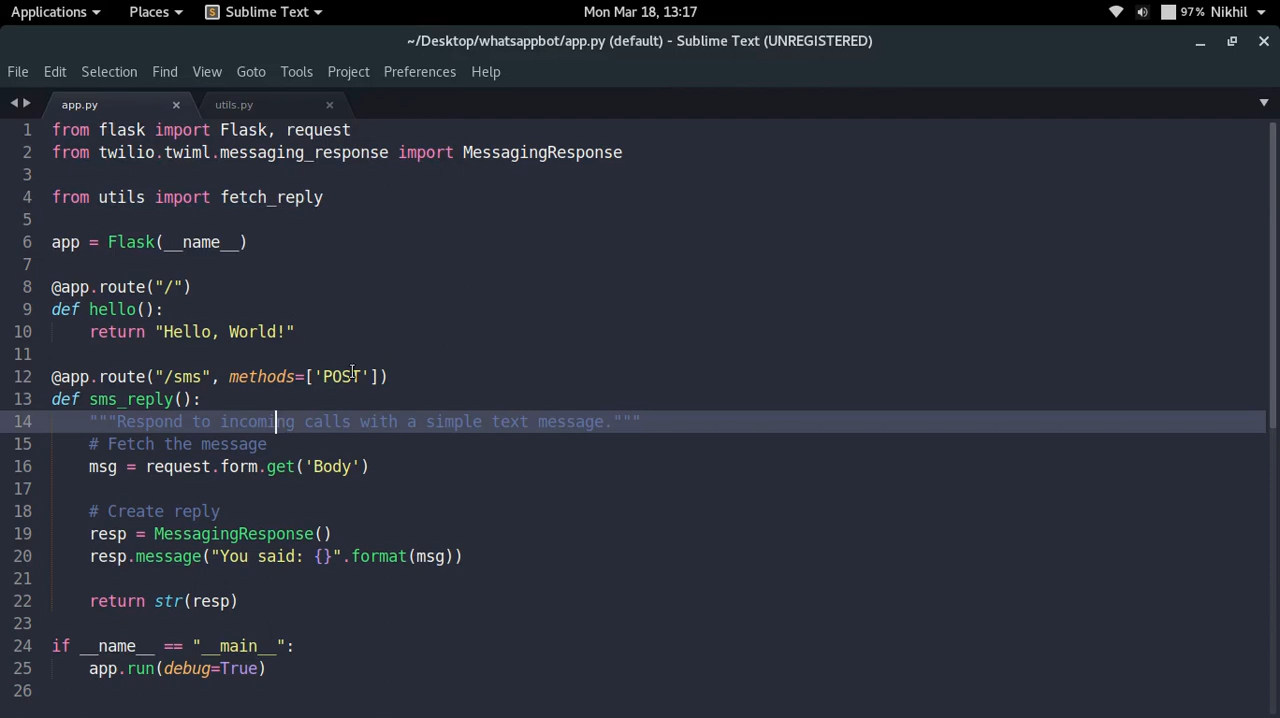 Applications Places Sublime Text Mon Mar 18, 13:17 97% Nikhil
~/Desktop/whatsappbot/app.py (default) - Sublime Text (UNREGISTERED)
File Edit Selection Find View Goto Tools Project Preferences Help
app.py utils.py
1 from flask import Flask, request
2 from twilio.twiml.messaging_response import MessagingResponse
3
4 from utils import fetch_reply
5
6 app = Flask(__name__)
7
8 @app.route("/")
9 def hello():
10     return "Hello, World!"
11
12 @app.route("/sms", methods=['POST'])
13 def sms_reply():
14     """Respond to incoming calls with a simple text message."""
15     # Fetch the message
16     msg = request.form.get('Body')
17
18     # Create reply
19     resp = MessagingResponse()
20     resp.message("You said: {}".format(msg))
21
22     return str(resp)
23
24 if __name__ == "__main__":
25     app.run(debug=True)
26